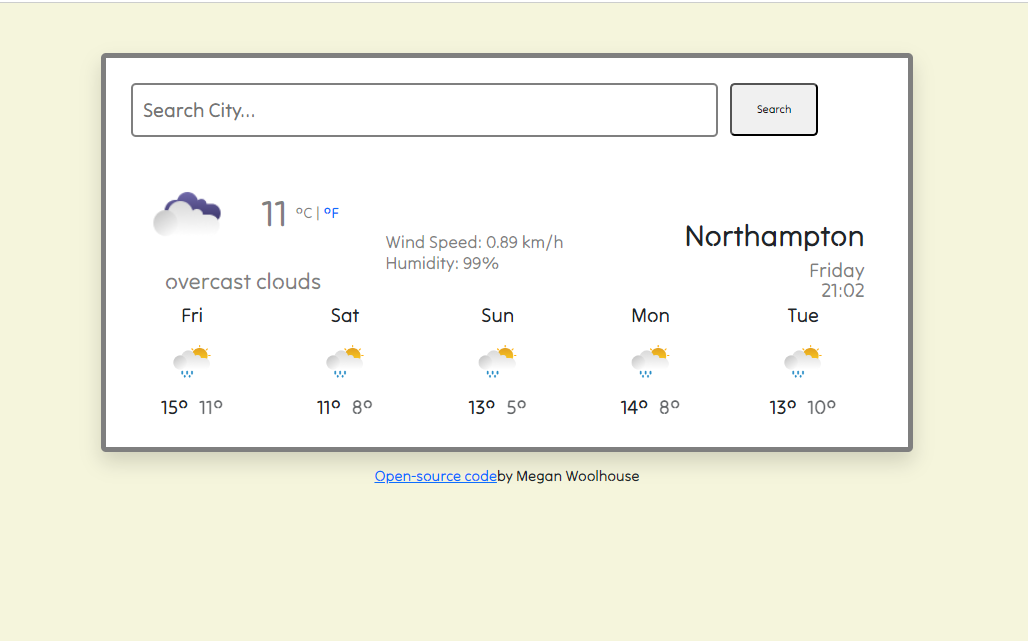 Search City...
Search
11 °C | °F
Wind Speed: 0.89 km/h
Humidity: 99%
overcast clouds
Northampton
Friday
21:02
Fri Sat Sun Mon Tue
15° 11° 11° 8° 13° 5° 14° 8° 13° 10°
Open-source codeby Megan Woolhouse